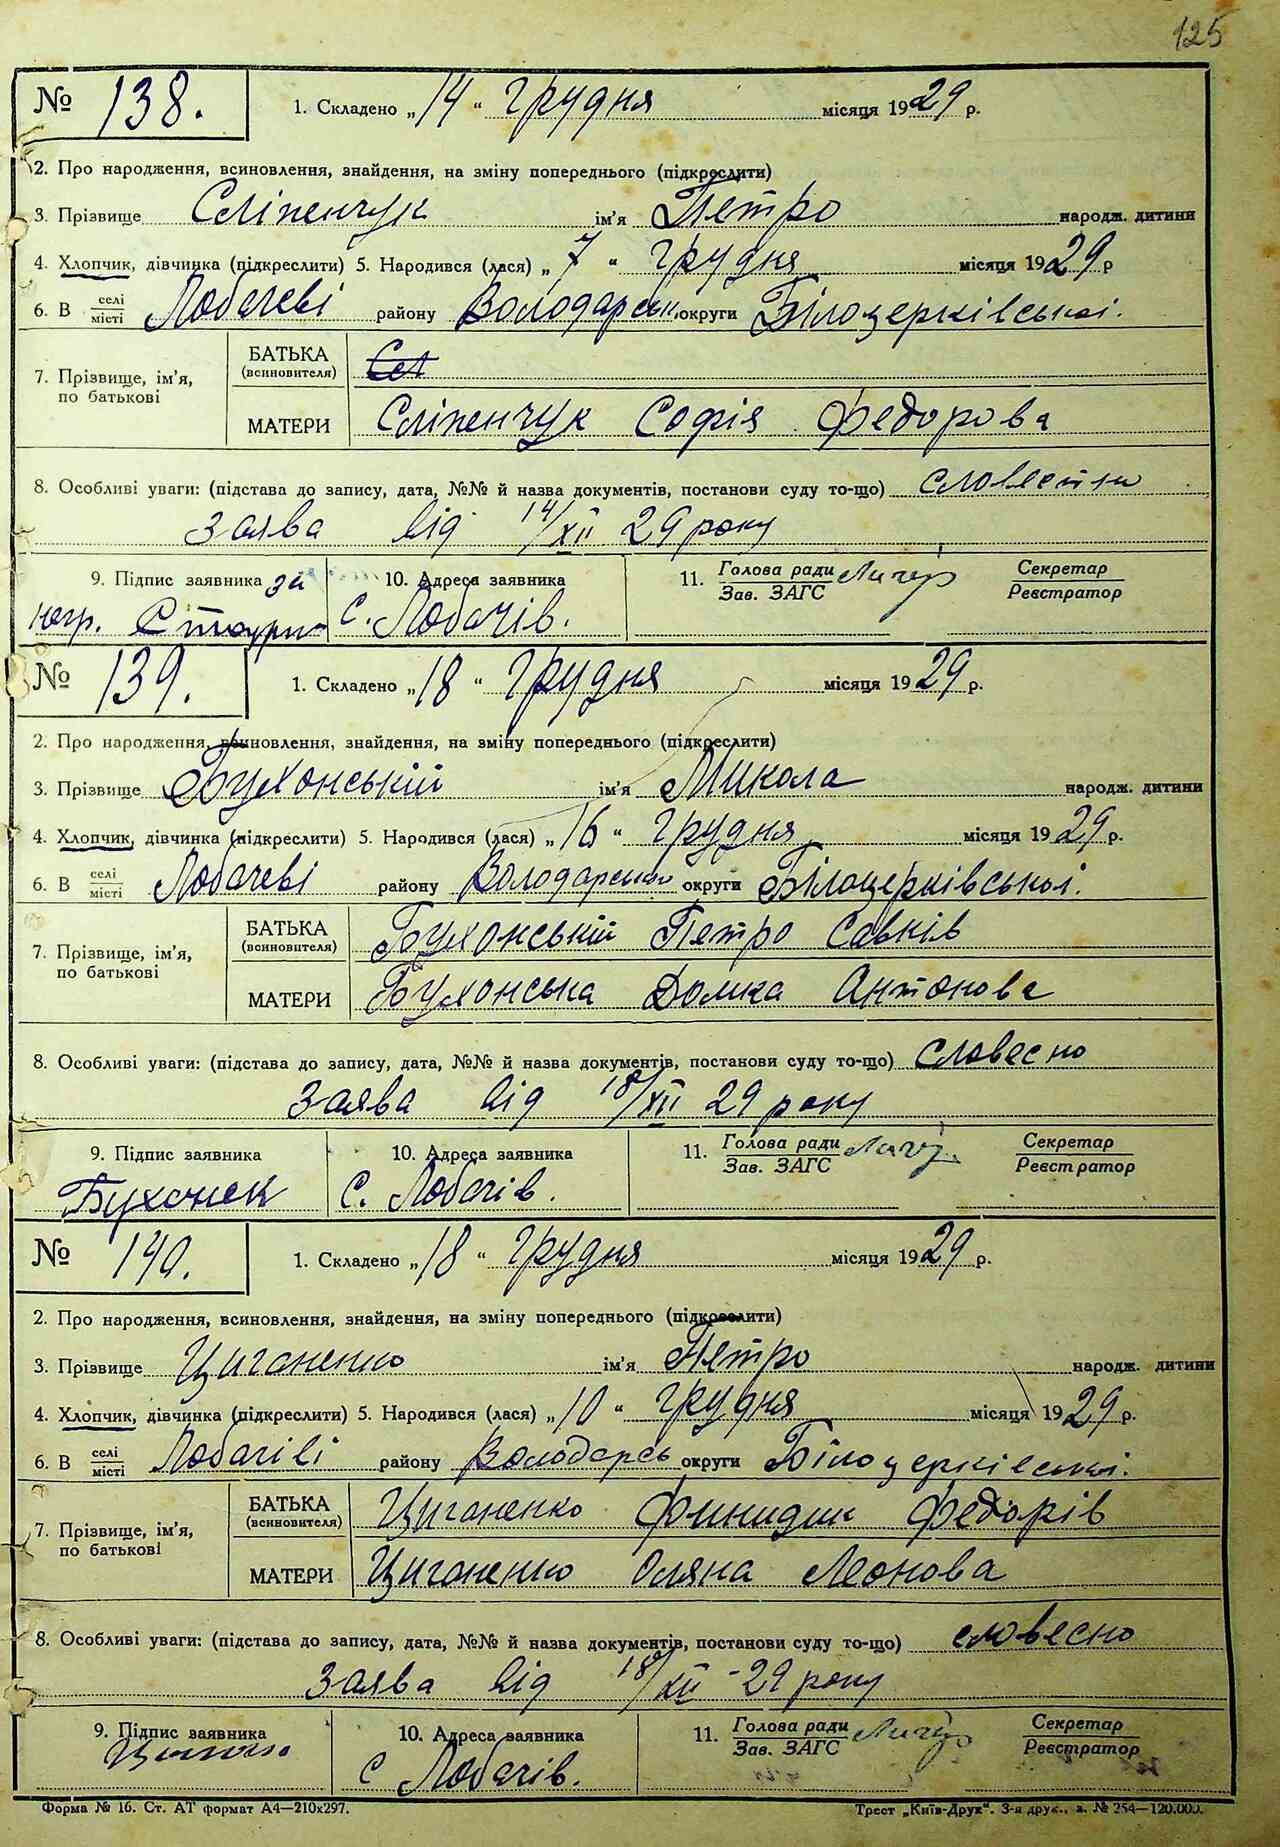 125
№ 138.
1. Складено „14“ грудня місяця 1929 р.
2. Про народження, всиновлення, знайдення, на зміну попереднього (підкреслити)
3. Прізвище Сліпенчук ім'я Петро народж. дитини
4. Хлопчик, дівчинка (підкреслити) 5. Народився (лася) „7“ грудня місяця 1929 р
6. В селі/місті Лобачеві району Володарськ. округи Білоцерківської.
7. Прізвище, ім'я, по батькові
БАТЬКА (всиновителя) Сл
МАТЕРИ Сліпенчук Софія Федорова
8. Особливі уваги: (підстава до запису, дата, №№ й назва документів, постанови суду то-що)
заява від 14/XII 29 року
9. Підпис заявника за 10. Адреса заявника 11. Голова ради/Зав. ЗАГС Секретар/Реєстратор
негр. с. Лобачів.
№ 139.
1. Складено „18“ грудня місяця 1929 р.
2. Про народження, всиновлення, знайдення, на зміну попереднього (підкреслити)
3. Прізвище Бухонський ім'я Микола народж. дитини
4. Хлопчик, дівчинка (підкреслити) 5. Народився (лася) „16“ грудня місяця 1929 р.
6. В селі/місті Лобачеві району округи Білоцерківської.
7. Прізвище, ім'я, по батькові
БАТЬКА (всиновителя) Бухонський Петро Савків
МАТЕРИ Бухонська Домка Антонова
8. Особливі уваги: (підстава до запису, дата, №№ й назва документів, постанови суду то-що) словесно
заява від 18/XII 29 року
9. Підпис заявника 10. Адреса заявника 11. Голова ради/Зав. ЗАГС Секретар/Реєстратор
с. Лобачів.
№ 140.
1. Складено „18“ грудня місяця 1929 р.
2. Про народження, всиновлення, знайдення, на зміну попереднього (підкреслити)
3. Прізвище Циганенко ім'я Петро народж. дитини
4. Хлопчик, дівчинка (підкреслити) 5. Народився (лася) „10“ грудня місяця 1929 р.
6. В селі/місті Лобачіві району Володарсь округи Білоцерківської.
7. Прізвище, ім'я, по батькові
БАТЬКА (всиновителя) Циганенко Федорів
МАТЕРИ Циганенко Оляна Леонова
8. Особливі уваги: (підстава до запису, дата, №№ й назва документів, постанови суду то-що) словесно
заява від 18/XII -29 року
9. Підпис заявника 10. Адреса заявника 11. Голова ради/Зав. ЗАГС Секретар/Реєстратор
с Лобачів.
Форма № 16. Ст. АТ формат А4—210х297. Трест „Київ-Друк“. 3-я друк., з. № 254—120.000.